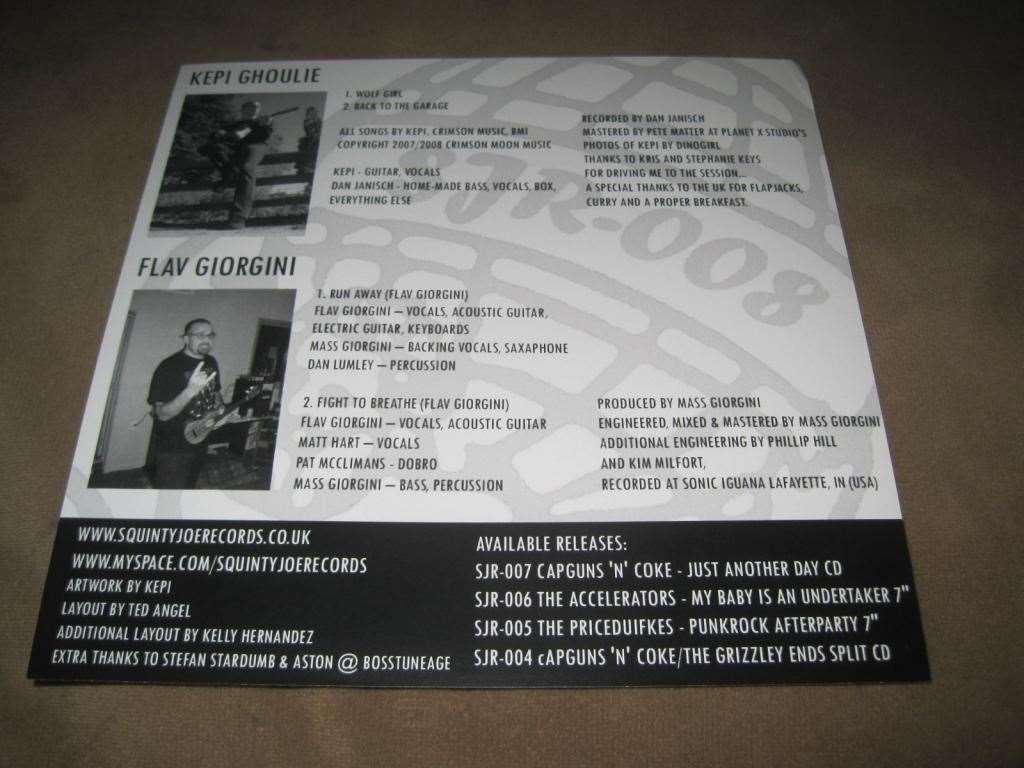 KEPI GHOULIE
1. WOLF GIRL
2. BACK TO THE GARAGE
ALL SONGS BY KEPI, CRIMSON MUSIC, BMI
COPYRIGHT 2007/2008 CRIMSON MOON MUSIC
KEPI - GUITAR, VOCALS
DAN JANISCH - HOME-MADE BASS, VOCALS, BOX,
EVERYTHING ELSE
RECORDED BY DAN JANISCH
MASTERED BY PETE MATTER AT PLANET X STUDIO'S
PHOTOS OF KEPI BY DINOGIRL
THANKS TO KRIS AND STEPHANIE KEYS
FOR DRIVING ME TO THE SESSION...
A SPECIAL THANKS TO THE UK FOR FLAPJACKS,
CURRY AND A PROPER BREAKFAST.
SJR-008
FLAV GIORGINI
1. RUN AWAY (FLAV GIORGINI)
FLAV GIORGINI – VOCALS, ACOUSTIC GUITAR,
ELECTRIC GUITAR, KEYBOARDS
MASS GIORGINI – BACKING VOCALS, SAXAPHONE
DAN LUMLEY – PERCUSSION
2. FIGHT TO BREATHE (FLAV GIORGINI)
FLAV GIORGINI – VOCALS, ACOUSTIC GUITAR
MATT HART – VOCALS
PAT MCCLIMANS - DOBRO
MASS GIORGINI – BASS, PERCUSSION
PRODUCED BY MASS GIORGINI
ENGINEERED, MIXED & MASTERED BY MASS GIORGINI
ADDITIONAL ENGINEERING BY PHILLIP HILL
AND KIM MILFORT,
RECORDED AT SONIC IGUANA LAFAYETTE, IN (USA)
WWW.SQUINTYJOERECORDS.CO.UK
WWW.MYSPACE.COM/SQUINTYJOERECORDS
ARTWORK BY KEPI
LAYOUT BY TED ANGEL
ADDITIONAL LAYOUT BY KELLY HERNANDEZ
EXTRA THANKS TO STEFAN STARDUMB & ASTON @ BOSSTUNEAGE
AVAILABLE RELEASES:
SJR-007 CAPGUNS 'N' COKE - JUST ANOTHER DAY CD
SJR-006 THE ACCELERATORS - MY BABY IS AN UNDERTAKER 7"
SJR-005 THE PRICEDUIFKES - PUNKROCK AFTERPARTY 7"
SJR-004 cAPGUNS 'N' COKE/THE GRIZZLEY ENDS SPLIT CD